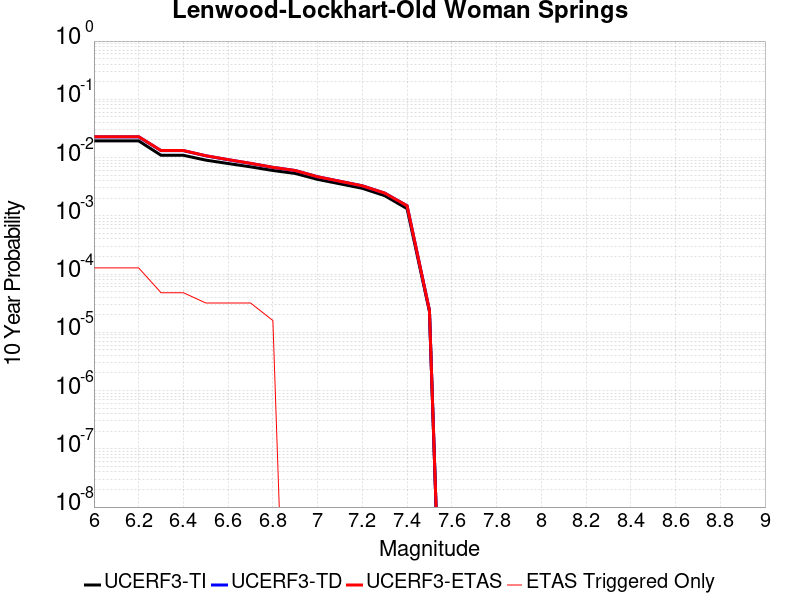 Lenwood-Lockhart-Old Woman Springs
10 0
10 -1
10 -2
10 -3
10 -4
10 -5
10 -6
10 -7
10 -8
10 Year Probability
6 6.2 6.4 6.6 6.8 7 7.2 7.4 7.6 7.8 8 8.2 8.4 8.6 8.8 9
Magnitude
UCERF3-TI UCERF3-TD UCERF3-ETAS ETAS Triggered Only